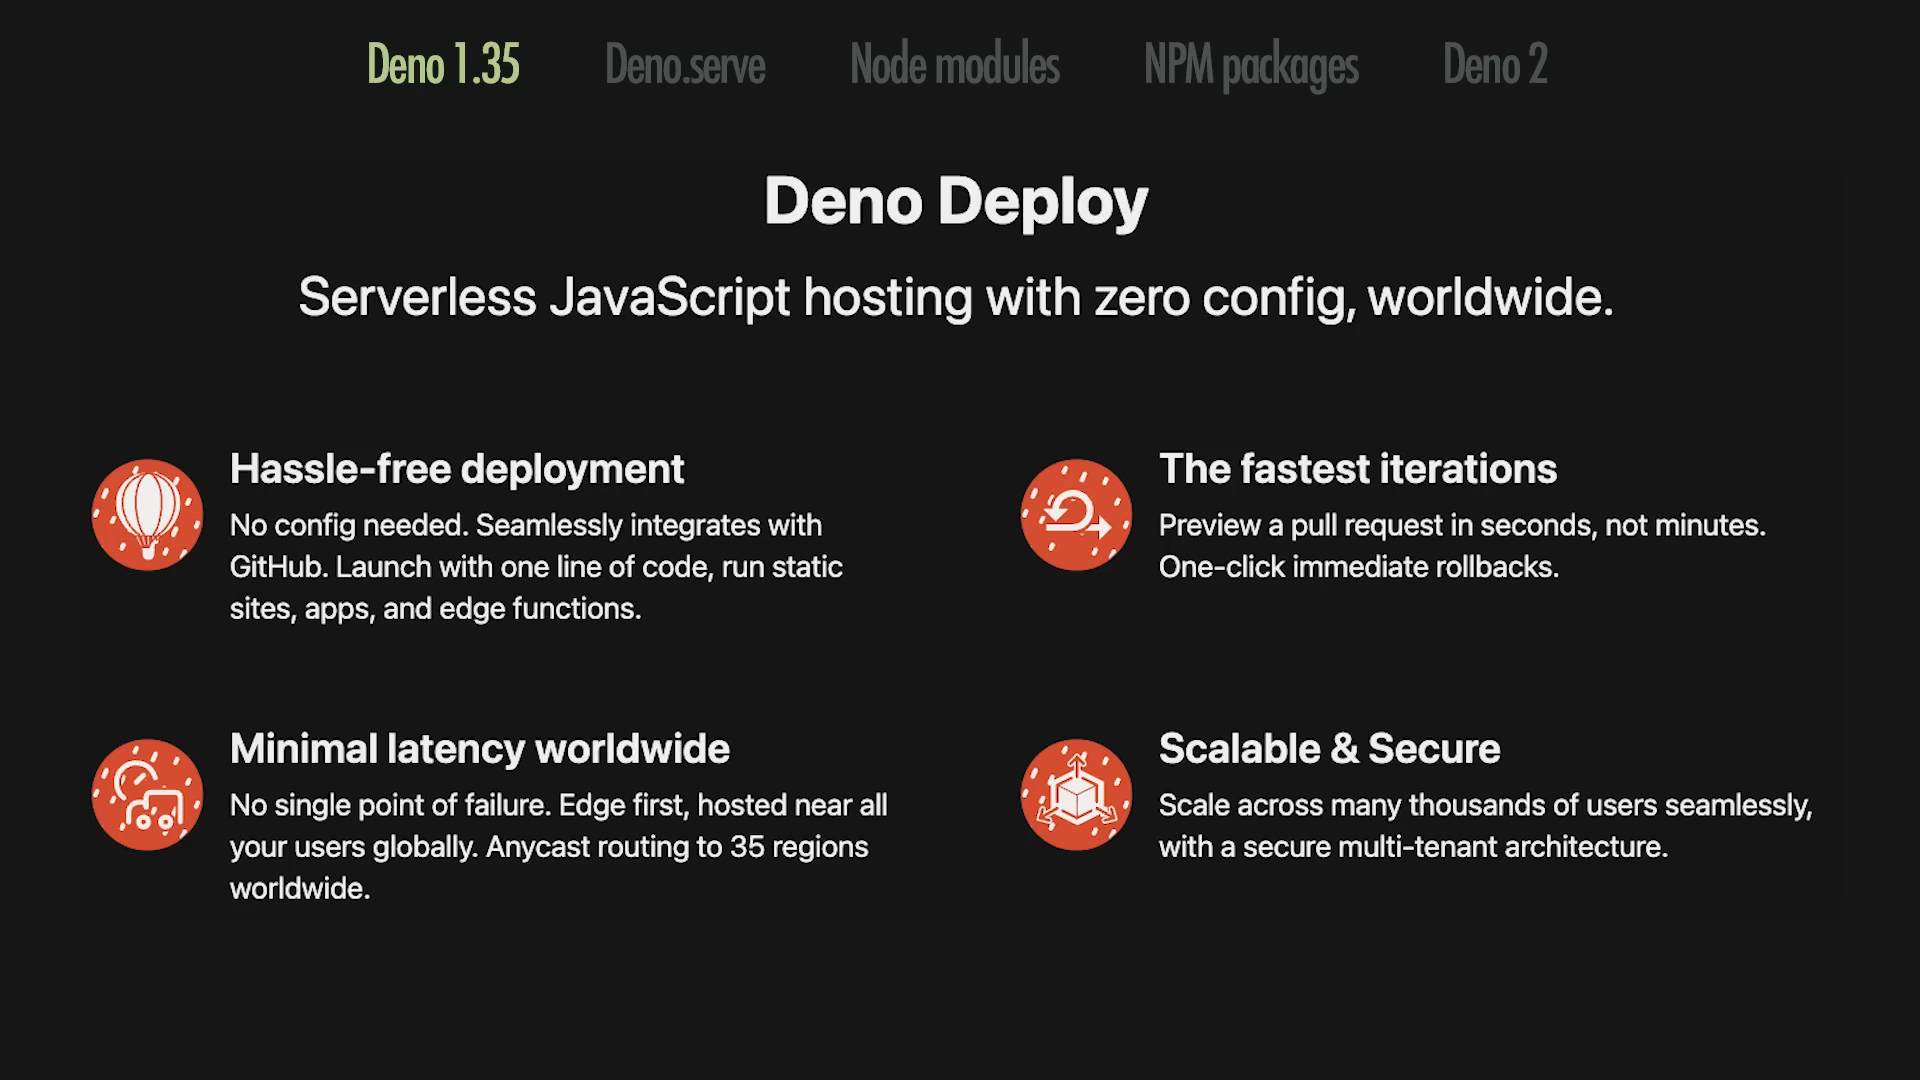 Deno 1.35 Deno.serve Node modules NPM packages Deno 2
Deno Deploy
Serverless JavaScript hosting with zero config, worldwide.
Hassle-free deployment
No config needed. Seamlessly integrates with
GitHub. Launch with one line of code, run static
sites, apps, and edge functions.
The fastest iterations
Preview a pull request in seconds, not minutes.
One-click immediate rollbacks.
Minimal latency worldwide
No single point of failure. Edge first, hosted near all
your users globally. Anycast routing to 35 regions
worldwide.
Scalable & Secure
Scale across many thousands of users seamlessly,
with a secure multi-tenant architecture.